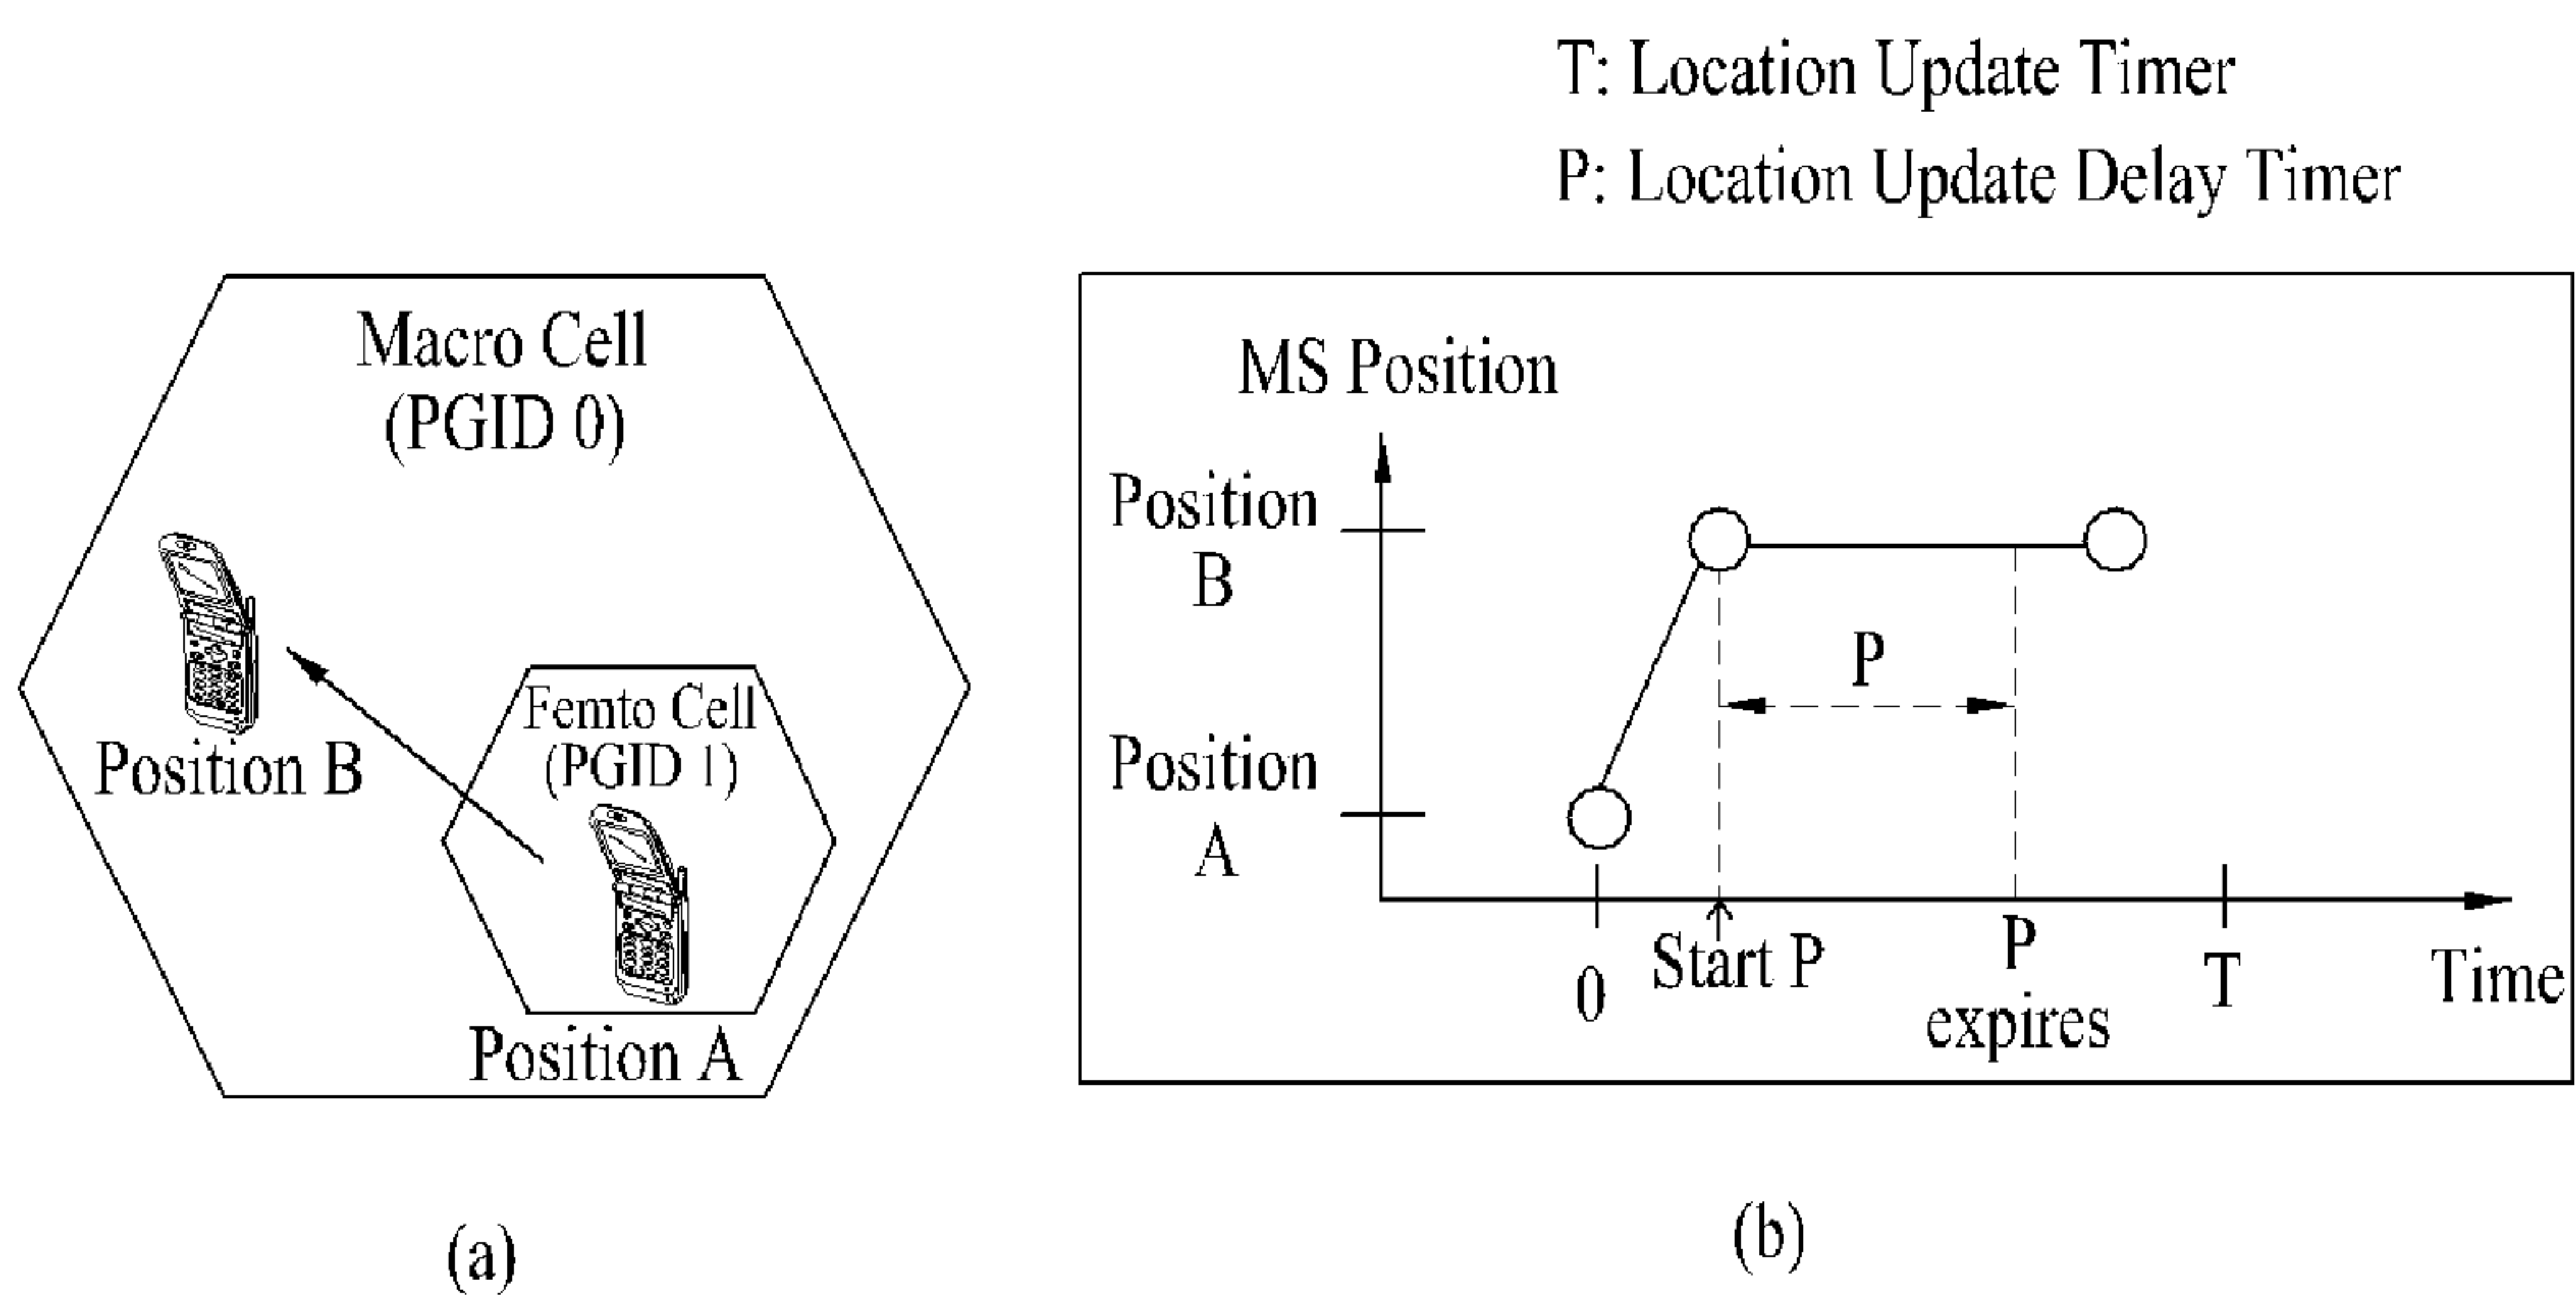 T: Location Update Timer
P: Location Update Delay Timer
Macro Cell
(PGID 0)
Femto Cell
(PGID 1)
Position B
Position A
(a)
MS Position
Position
B
Position
A
P
0
Start P
P
expires
T
Time
(b)